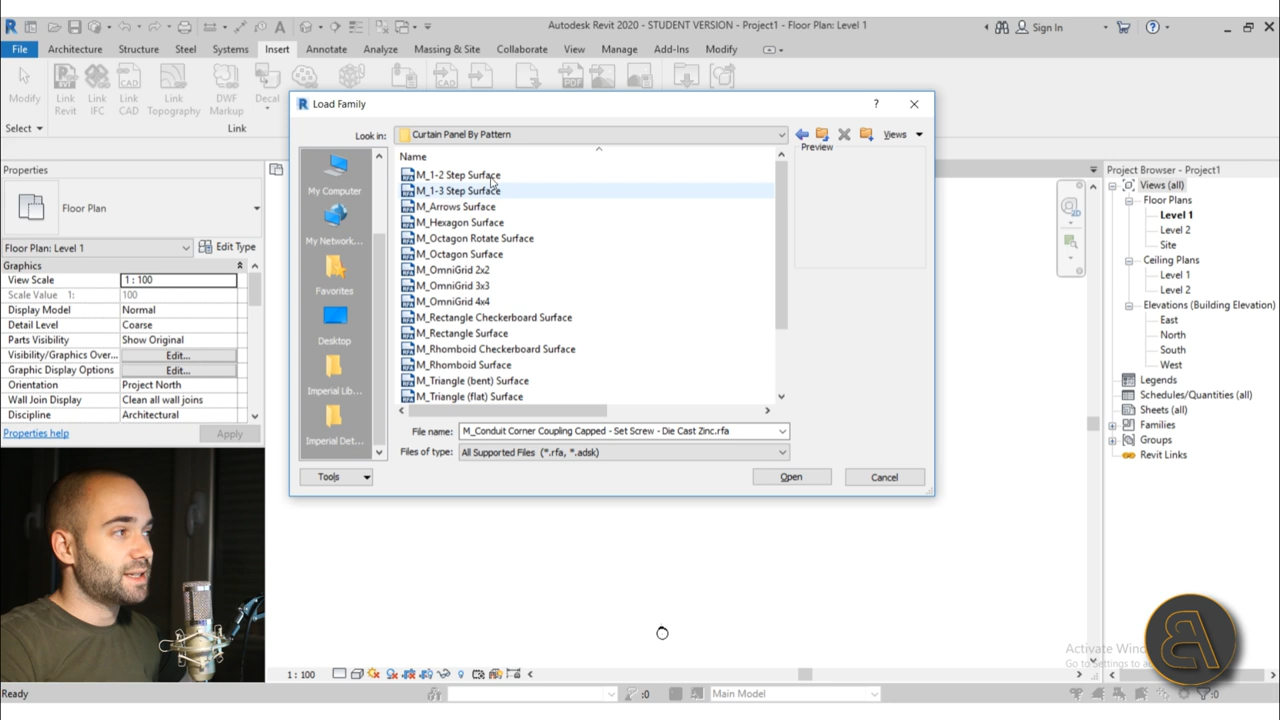 Autodesk Revit 2020 - STUDENT VERSION - Project1 - Floor Plan: Level 1
Sign In
File Architecture Structure Steel Systems Insert Annotate Analyze Massing & Site Collaborate View Manage Add-Ins Modify
Modify
Link Revit
Link IFC
Link CAD
Link Topography
DWF Markup
Decal
Select
Link
PDF
Load Family
Look in:
Curtain Panel By Pattern
Views
Name
Preview
M_1-2 Step Surface
M_1-3 Step Surface
M_Arrows Surface
M_Hexagon Surface
M_Octagon Rotate Surface
M_Octagon Surface
M_OmniGrid 2x2
M_OmniGrid 3x3
M_OmniGrid 4x4
M_Rectangle Checkerboard Surface
M_Rectangle Surface
M_Rhomboid Checkerboard Surface
M_Rhomboid Surface
M_Triangle (bent) Surface
M_Triangle (flat) Surface
My Computer
My Network...
Favorites
Desktop
Imperial Lib...
Imperial Det...
File name: M_Conduit Corner Coupling Capped - Set Screw - Die Cast Zinc.rfa
Files of type: All Supported Files (*.rfa, *.adsk)
Tools
Open
Cancel
Properties
Floor Plan
Floor Plan: Level 1
Edit Type
Graphics
View Scale 1 : 100
Scale Value 1: 100
Display Model Normal
Detail Level Coarse
Parts Visibility Show Original
Visibility/Graphics Over... Edit...
Graphic Display Options Edit...
Orientation Project North
Wall Join Display Clean all wall joins
Discipline Architectural
Properties help
Apply
Project Browser - Project1
Views (all)
Floor Plans
Level 1
Level 2
Site
Ceiling Plans
Level 1
Level 2
Elevations (Building Elevation)
East
North
South
West
Legends
Schedules/Quantities (all)
Sheets (all)
Families
Groups
Revit Links
1 : 100
Ready
:0
Main Model
:0